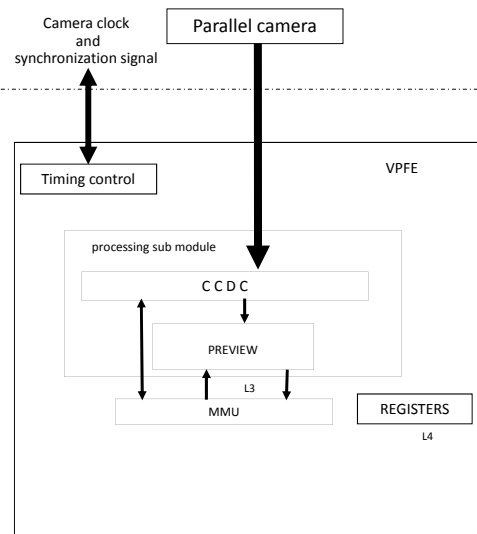 Camera clock
and
synchronization signal
Parallel camera
VPFE
Timing control
processing sub module
C C D C
PREVIEW
L3
MMU
REGISTERS
L4